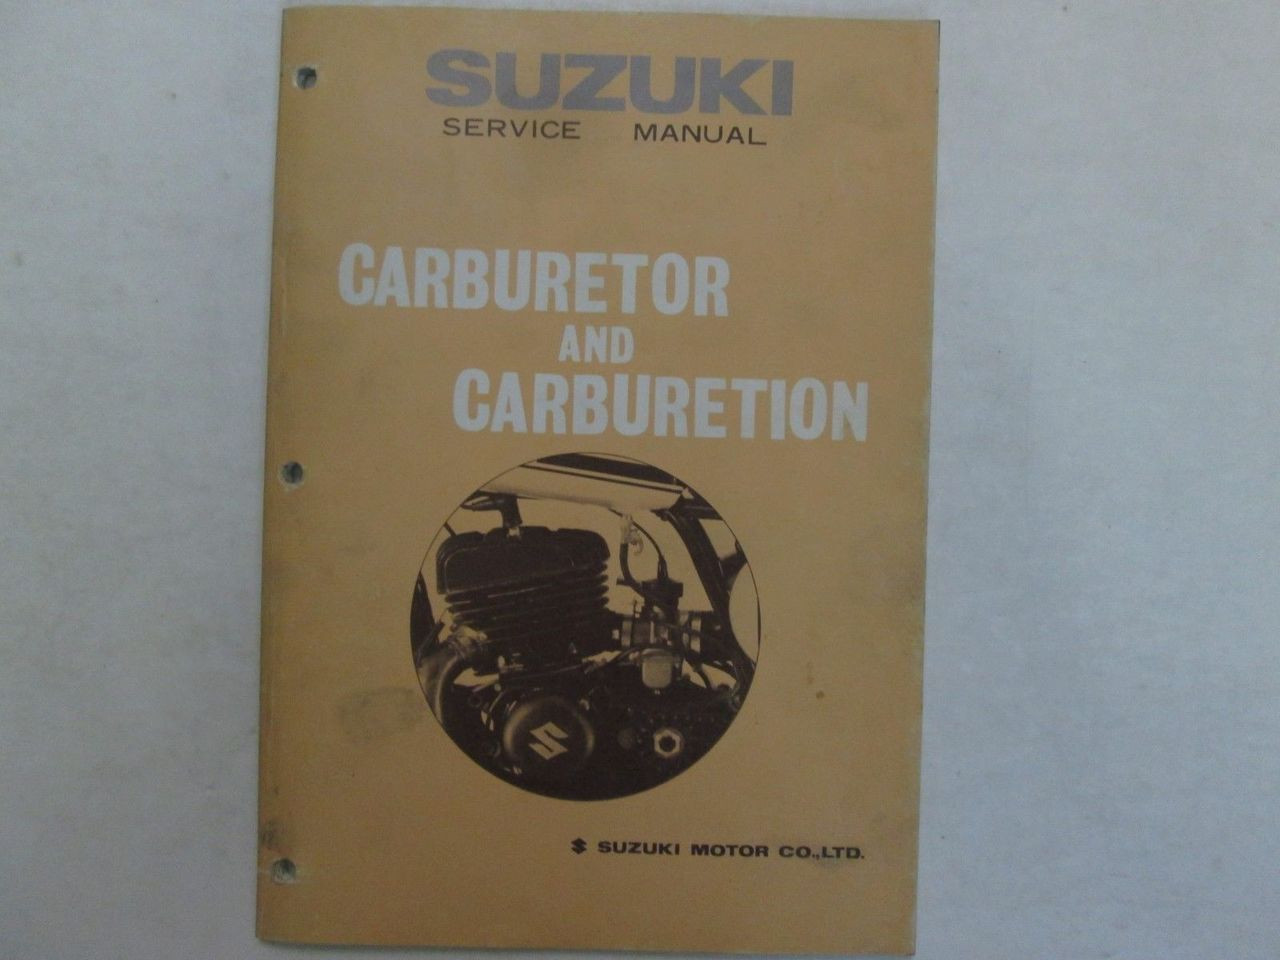 SUZUKI
SERVICE MANUAL
CARBURETOR
AND
CARBURETION
SUZUKI MOTOR CO.,LTD.